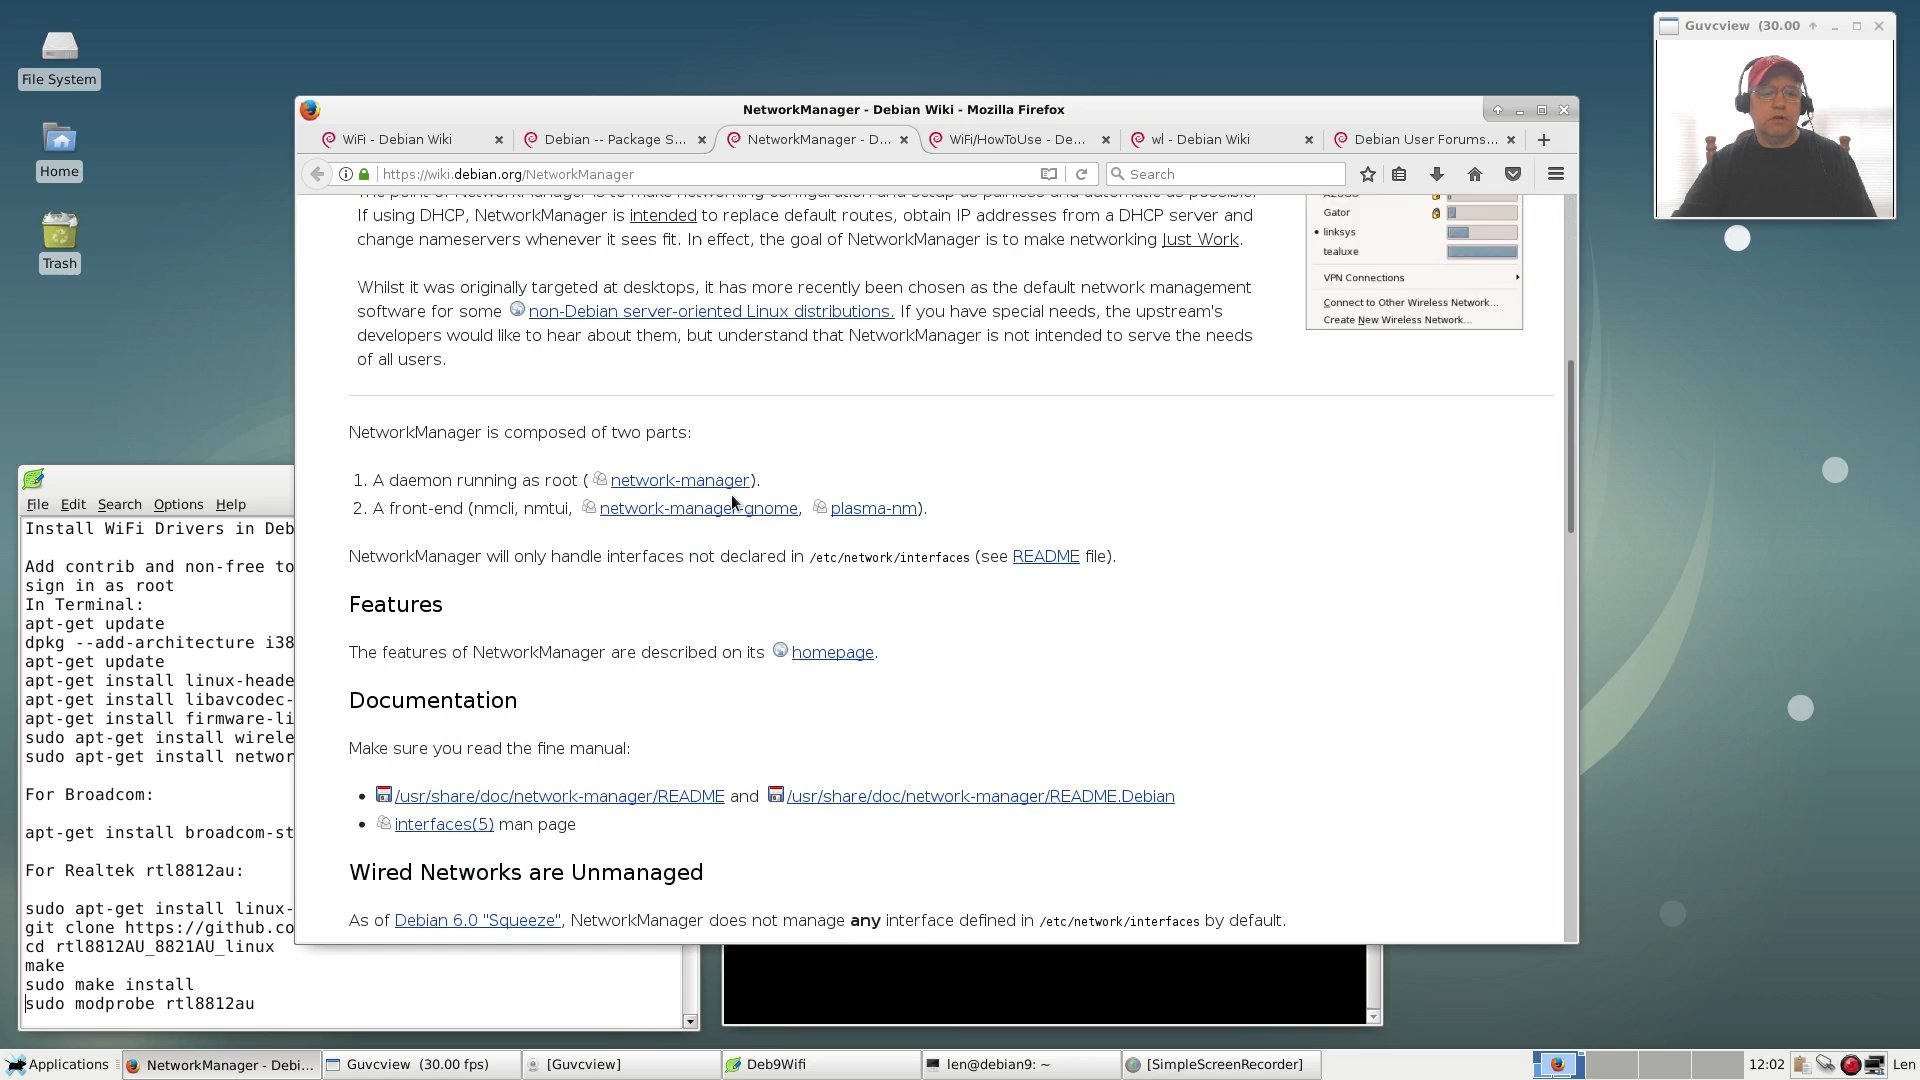 File System
Home
Trash
Guvcview (30.00
NetworkManager - Debian Wiki - Mozilla Firefox
WiFi - Debian Wiki
Debian -- Package S...
NetworkManager - D...
WiFi/HowToUse - De...
wl - Debian Wiki
Debian User Forums...
https://wiki.debian.org/NetworkManager
Search
If using DHCP, NetworkManager is intended to replace default routes, obtain IP addresses from a DHCP server and
change nameservers whenever it sees fit. In effect, the goal of NetworkManager is to make networking Just Work.
Whilst it was originally targeted at desktops, it has more recently been chosen as the default network management
software for some non-Debian server-oriented Linux distributions. If you have special needs, the upstream's
developers would like to hear about them, but understand that NetworkManager is not intended to serve the needs
of all users.
Gator
linksys
tealuxe
VPN Connections
Connect to Other Wireless Network...
Create New Wireless Network...
NetworkManager is composed of two parts:
1. A daemon running as root ( network-manager).
2. A front-end (nmcli, nmtui, network-manager-gnome, plasma-nm).
NetworkManager will only handle interfaces not declared in /etc/network/interfaces (see README file).
Features
The features of NetworkManager are described on its homepage.
Documentation
Make sure you read the fine manual:
• /usr/share/doc/network-manager/README and /usr/share/doc/network-manager/README.Debian
• interfaces(5) man page
Wired Networks are Unmanaged
As of Debian 6.0 "Squeeze", NetworkManager does not manage any interface defined in /etc/network/interfaces by default.
File Edit Search Options Help
Install WiFi Drivers in Deb
Add contrib and non-free to
sign in as root
In Terminal:
apt-get update
dpkg --add-architecture i38
apt-get update
apt-get install linux-heade
apt-get install libavcodec-
apt-get install firmware-li
sudo apt-get install wirele
sudo apt-get install networ
For Broadcom:
apt-get install broadcom-st
For Realtek rtl8812au:
sudo apt-get install linux-
git clone https://github.co
cd rtl8812AU_8821AU_linux
make
sudo make install
sudo modprobe rtl8812au
Applications
NetworkManager - Debi...
Guvcview (30.00 fps)
[Guvcview]
Deb9Wifi
len@debian9: ~
[SimpleScreenRecorder]
12:02
Len